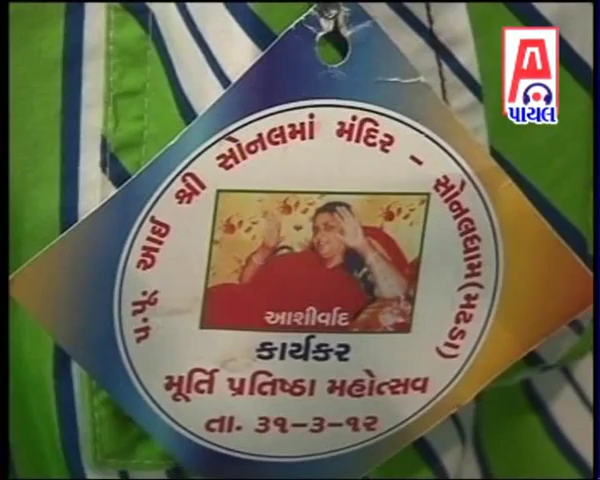 A
પાયલ
પ.પૂ. આઈ શ્રી સોનલમાં મંદિર - સોનલધામ(મઢડા)
આશીર્વાદ
કાર્યકર
મૂર્તિ પ્રતિષ્ઠા મહોત્સવ
તા. ૩૧-૩-૧૨